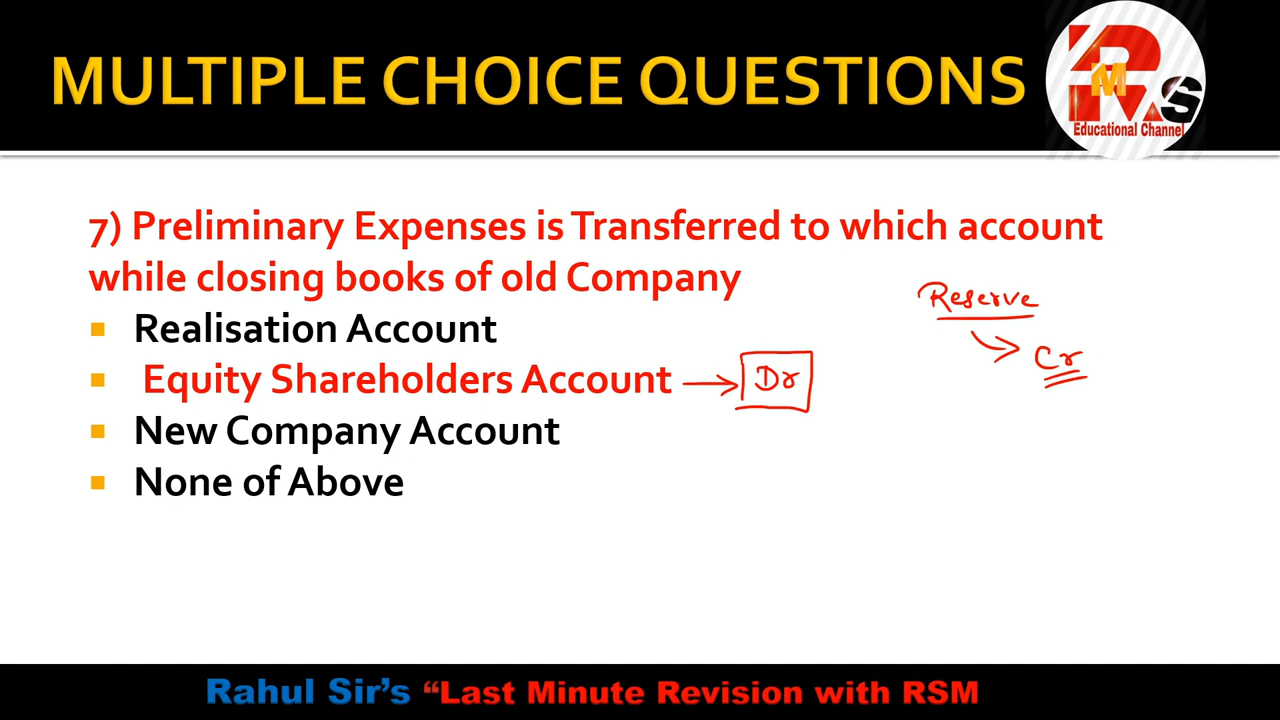 MULTIPLE CHOICE QUESTIONS
RMS
Educational Channel
7) Preliminary Expenses is Transferred to which account
while closing books of old Company
Reserve
Cr
Realisation Account
Equity Shareholders Account
Dr
New Company Account
None of Above
Rahul Sir's “Last Minute Revision with RSM